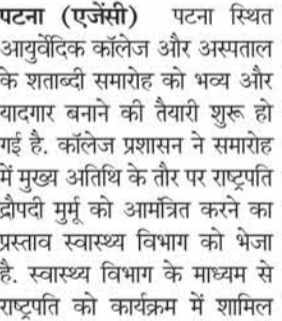 पटना (एजेंसी) पटना स्थित
आयुर्वेदिक कॉलेज और अस्पताल
के शताब्दी समारोह को भव्य और
यादगार बनाने की तैयारी शुरू हो
गई है. कॉलेज प्रशासन ने समारोह
में मुख्य अतिथि के तौर पर राष्ट्रपति
द्रौपदी मुर्मू को आमंत्रित करने का
प्रस्ताव स्वास्थ्य विभाग को भेजा
है. स्वास्थ्य विभाग के माध्यम से
राष्ट्रपति को कार्यक्रम में शामिल